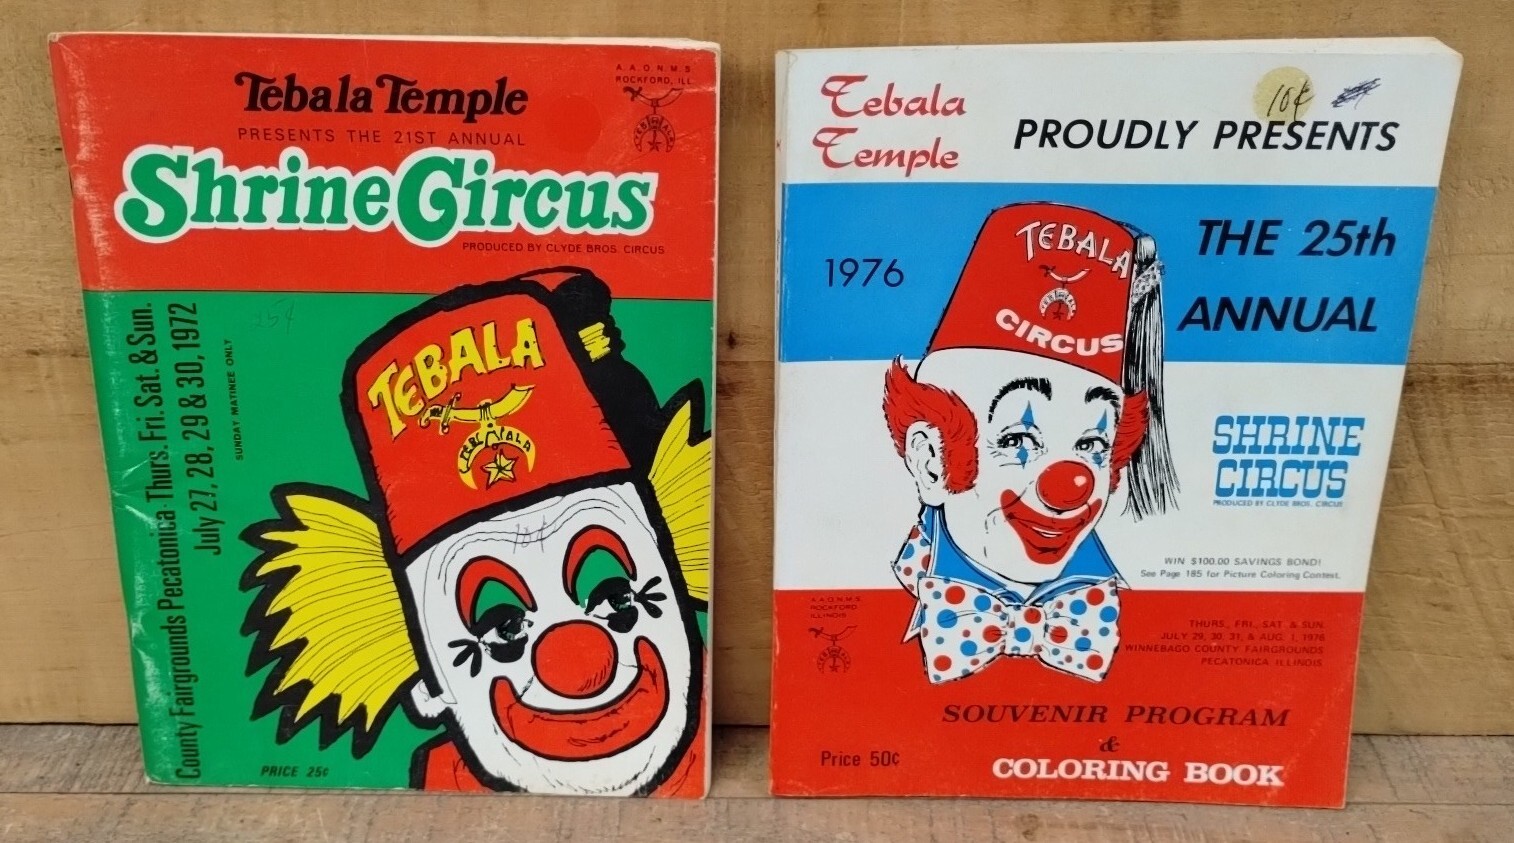 Tebala Temple
PRESENTS THE 21ST ANNUAL
A.A.O.N.M.S.
ROCKFORD, ILL.
Shrine Circus
PRODUCED BY CLYDE BROS. CIRCUS
County Fairgrounds Pecatonica · Thurs. Fri. Sat. & Sun.
July 27, 28, 29 & 30, 1972
SUNDAY MATINEE ONLY
25¢
TEBALA
TEBALA
10¢
PRICE 25¢
Tebala
Temple
10¢
PROUDLY PRESENTS
1976
THE 25th
ANNUAL
TEBALA
CIRCUS
SHRINE
CIRCUS
PRODUCED BY CLYDE BROS. CIRCUS
WIN $100.00 SAVINGS BOND!
See Page 185 for Picture Coloring Contest.
A.A.O.N.M.S.
ROCKFORD
ILLINOIS
THURS., FRI., SAT. & SUN.
JULY 29, 30, 31, & AUG. 1, 1976
WINNEBAGO COUNTY FAIRGROUNDS
PECATONICA, ILLINOIS
SOUVENIR PROGRAM
&
COLORING BOOK
Price 50¢